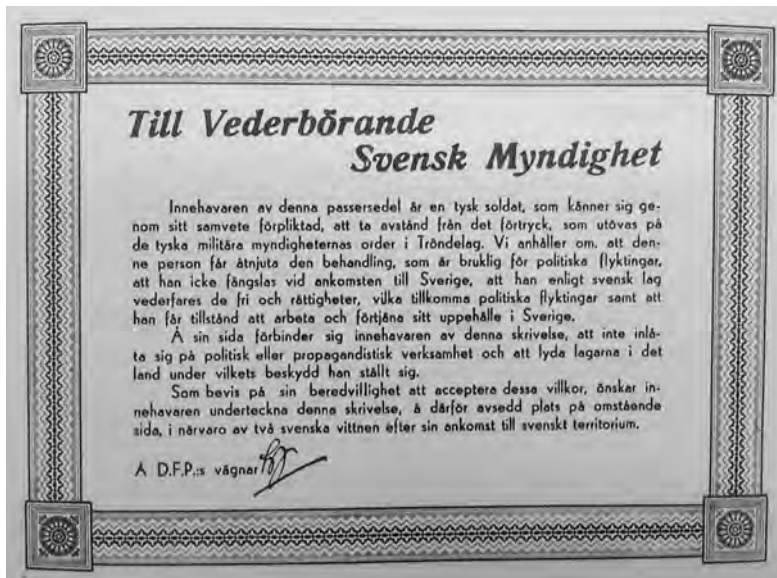 Till Vederbörande
Svensk Myndighet
Innehavaren av denna passersedel är en tysk soldat, som känner sig ge-
nom sitt samvete förpliktad, att ta avstånd från det förtryck, som utövas på
de tyska militära myndigheternas order i Tröndelag. Vi anhåller om. att den-
ne person får åtnjuta den behandling, som är bruklig för politiska flyktingar,
att han icke fängslas vid ankomsten till Sverige, att han enligt svensk lag
vederfares de fri och rättigheter, vilka tillkomma politiska flyktingar samt att
han får tillstånd att arbeta och förtjäna sitt uppehälle i Sverige.
Å sin sida förbinder sig innehavaren av denna skrivelse, att inte inlå-
ta sig på politisk eller propagandistisk verksamhet och att lyda lagarna i det
land under vilkets beskydd han ställt sig.
Som bevis på sin beredvillighet att acceptera dessa villkor, önskar in-
nehavaren underteckna denna skrivelse, å därför avsedd plats på omstående
sida, i närvaro av två svenska vittnen efter sin ankomst till svenskt territorium.
Å D.F.P.:s vägnar